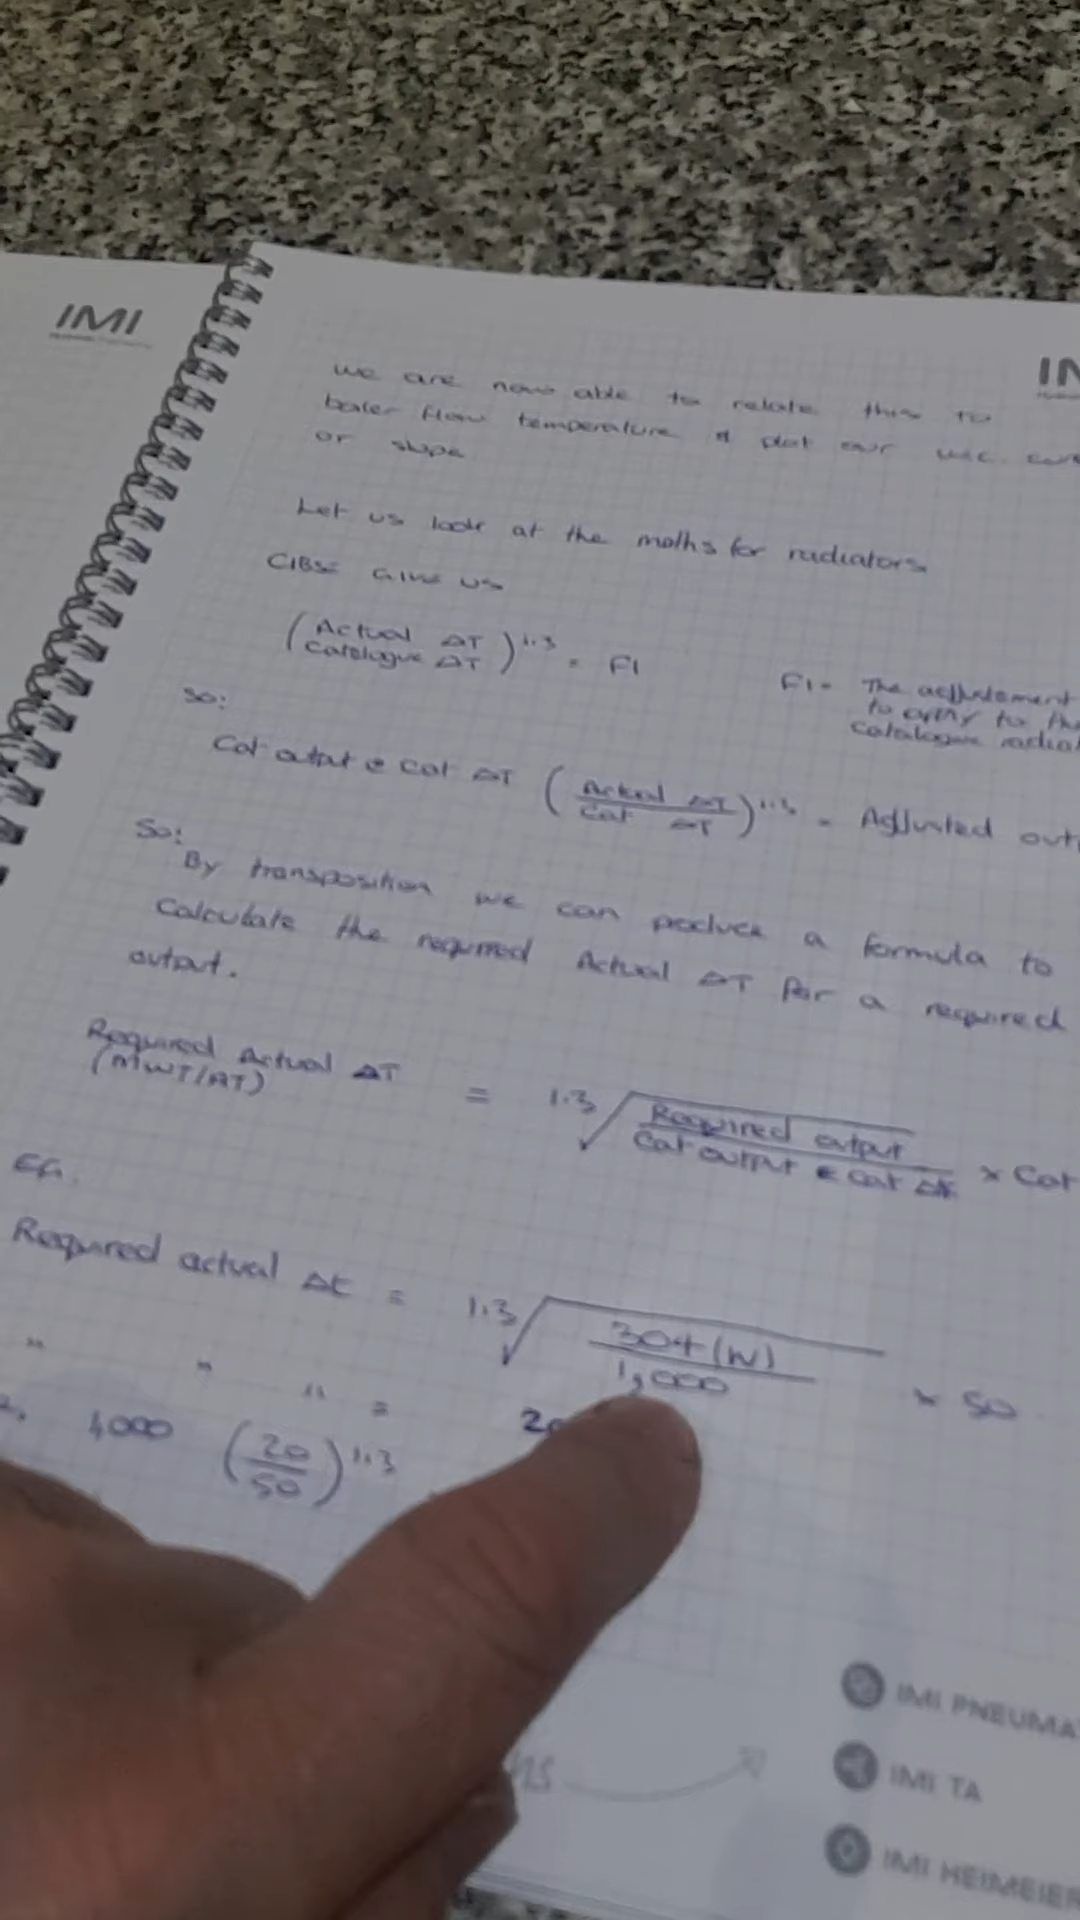 IMI
we are now able to relate this to
boiler flow temperature & plot our w.c.
or slope
Let us look at the maths for radiators
CIBSE GIVE US
(Actual ΔT / Catalogue ΔT)^1.3 = F1
F1 = The adjustment
to apply to the
Catalogue
So:
Cat output @ Cat ΔT (Actual ΔT / Cat ΔT)^1.3 = Adjusted
So:
By transposition we can produce a formula to
Calculate the required Actual ΔT for a required
output.
Required Actual ΔT
(MWT/AT)
= 1.3√(Required output / Cat output @ Cat Δt) × Cat
EG.
Required actual Δt = 1.3√(304 (W) / 1,000) × 50
" " " = 20
1,000 (20/50)^1.3
IMI
IMI TA
IMI HEIMEIER